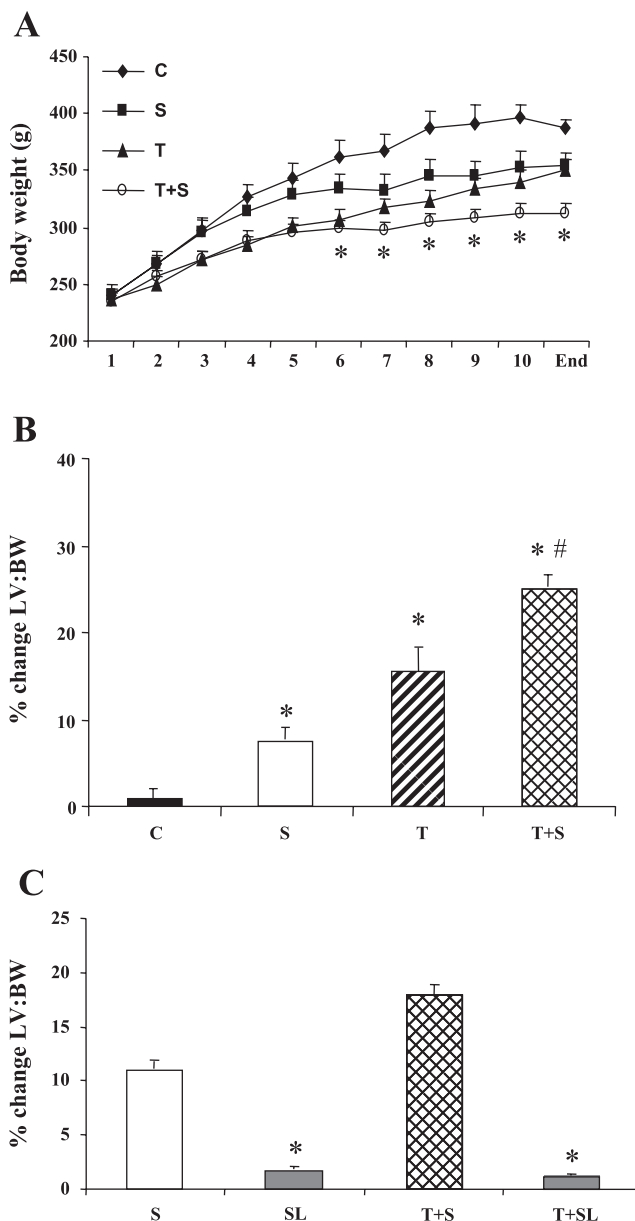 A
Body weight (g)
450
400
350
300
250
200
C
S
T
T+S
* * * * * *
1 2 3 4 5 6 7 8 9 10 End
B
% change LV:BW
40
30
20
10
0
*
*
* #
C S T T+S
C
% change LV:BW
25
20
15
10
5
0
*
*
S SL T+S T+SL